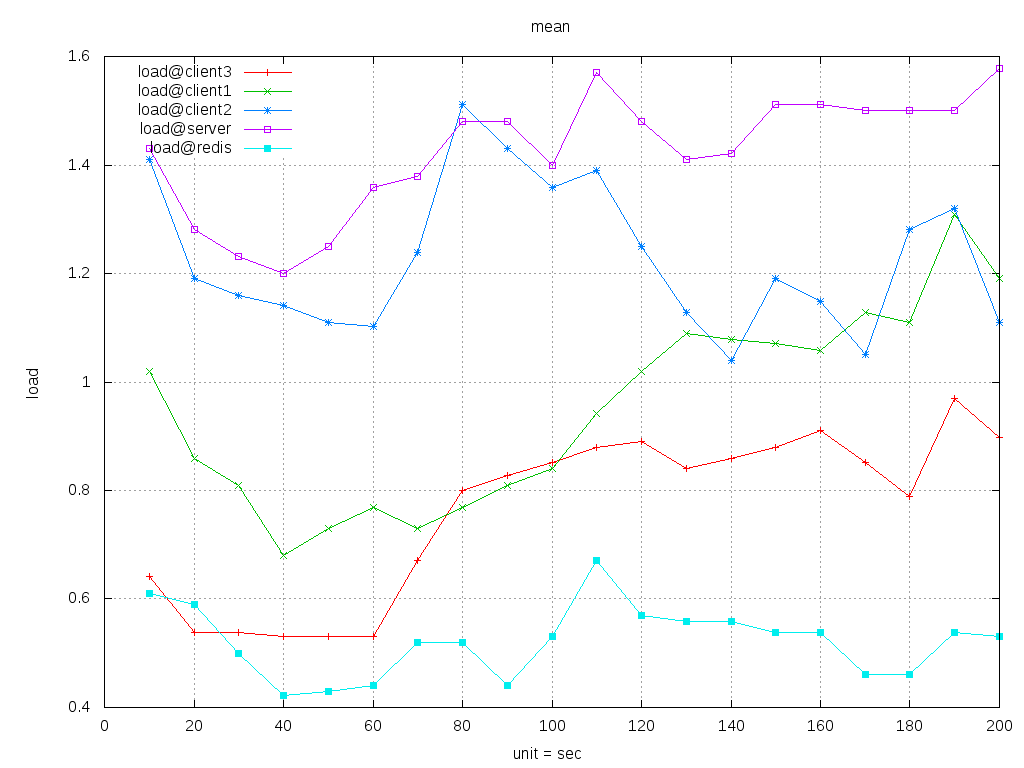 mean
1.6
load@client3
load@client1
load@client2
load@server
load@redis
1.4
1.2
1
0.8
0.6
0.4
load
0 20 40 60 80 100 120 140 160 180 200
unit = sec